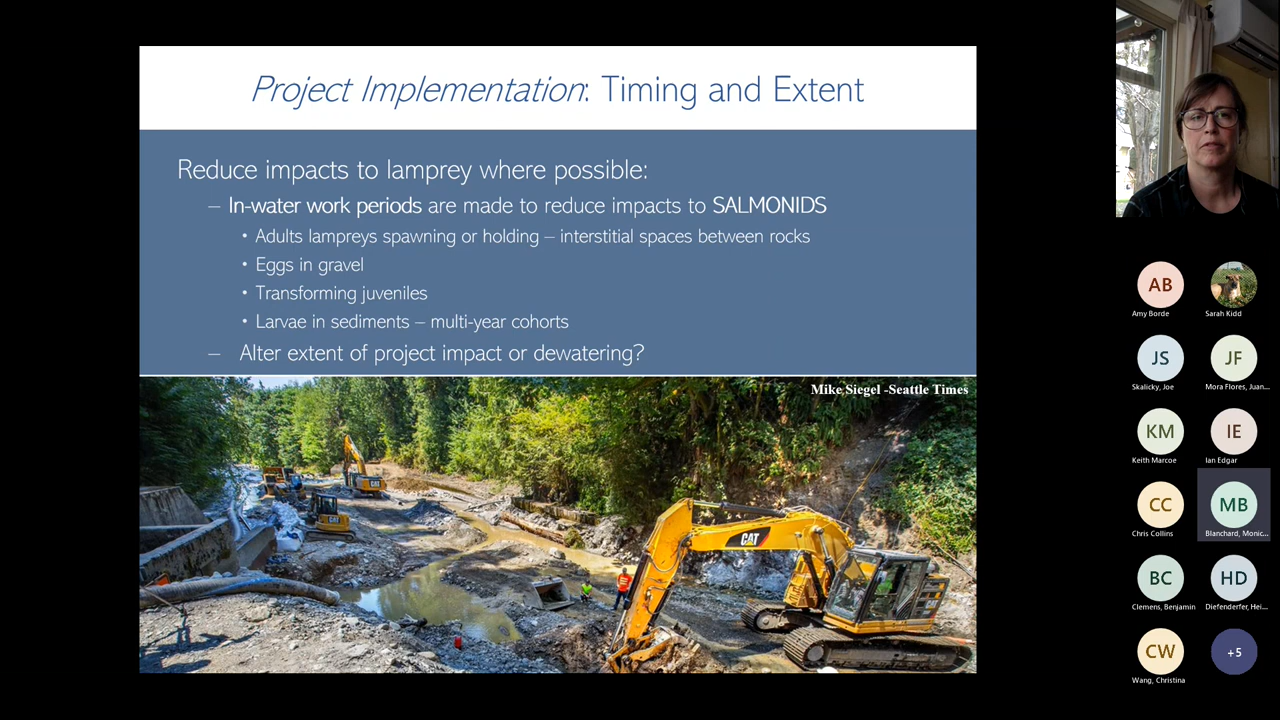 Project Implementation: Timing and Extent
Reduce impacts to lamprey where possible:
– In-water work periods are made to reduce impacts to SALMONIDS
• Adults lampreys spawning or holding – interstitial spaces between rocks
• Eggs in gravel
• Transforming juveniles
• Larvae in sediments – multi-year cohorts
– Alter extent of project impact or dewatering?
Mike Siegel -Seattle Times
CAT
CAT
CAT
AB
Amy Borde
Sarah Kidd
JS
JF
Skalicky, Joe
Mora Flores, Juan...
KM
IE
Keith Marcoe
Ian Edgar
CC
MB
Chris Collins
Blanchard, Monic...
BC
HD
Clemens, Benjamin
Diefenderfer, Hei...
CW
+5
Wang, Christina